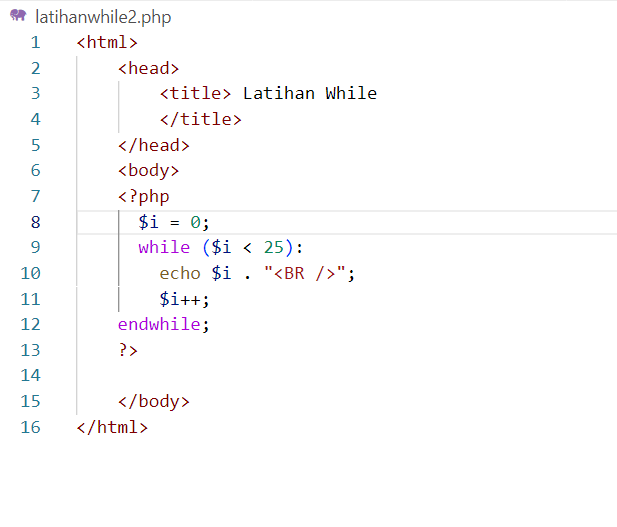 latihanwhile2.php
1 <html>
2 <head>
3 <title> Latihan While
4 </title>
5 </head>
6 <body>
7 <?php
8 $i = 0;
9 while ($i < 25):
10 echo $i . "<BR />";
11 $i++;
12 endwhile;
13 ?>
14
15 </body>
16 </html>